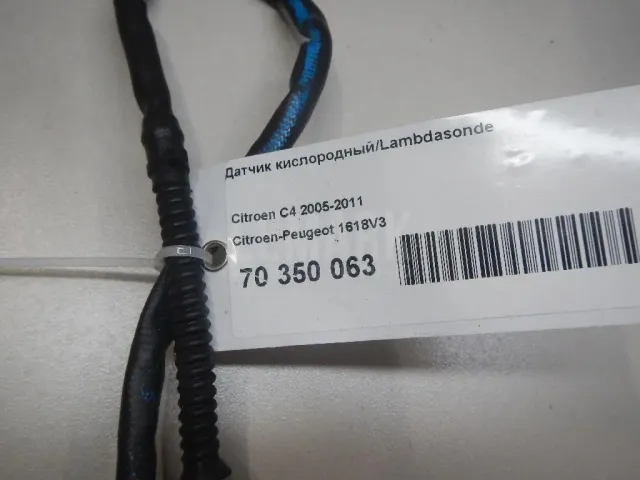 Датчик кислородный/Lambdasonde
Citroen C4 2005-2011
Citroen-Peugeot 1618V3
70 350 063